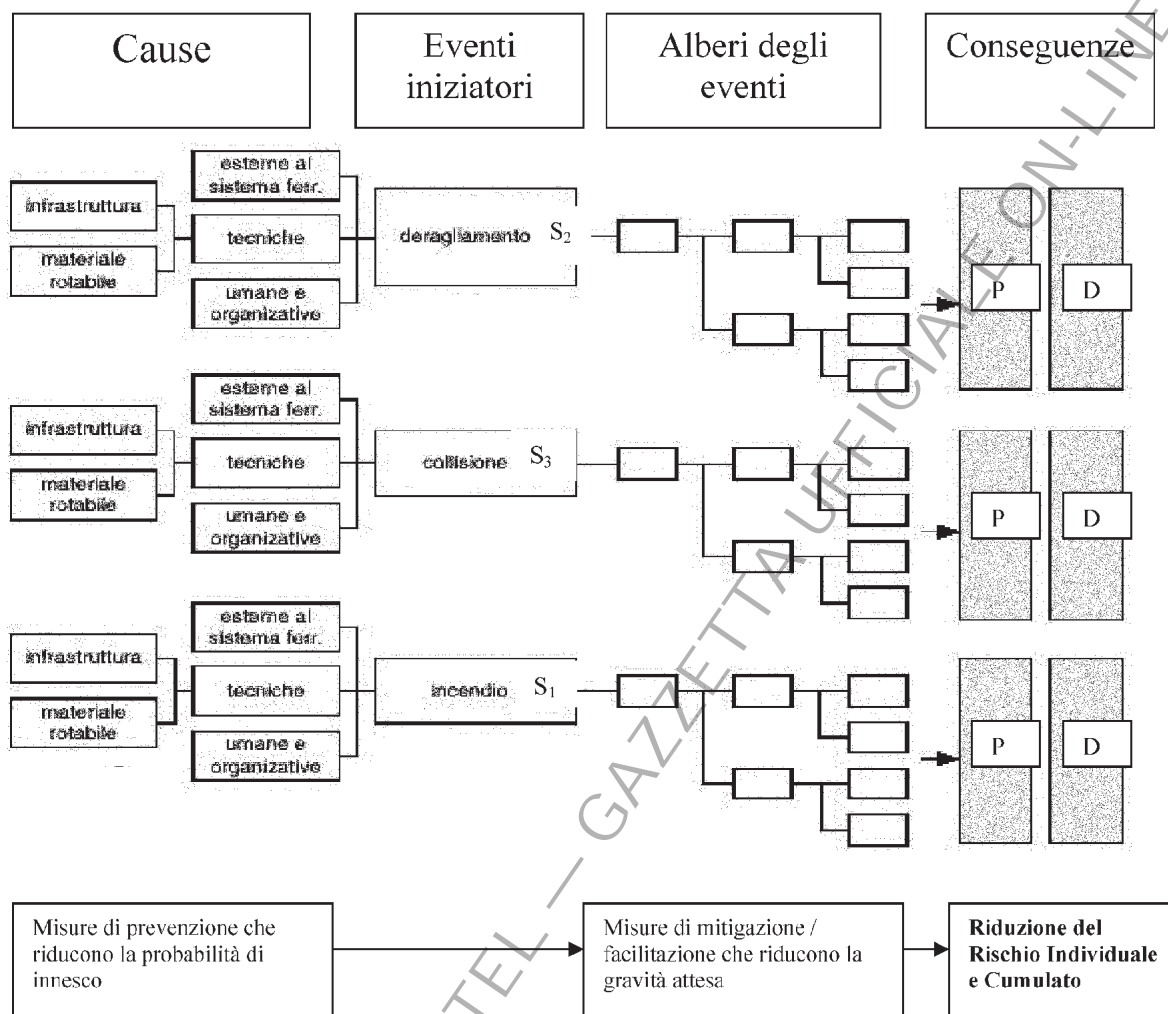 Cause
Eventi
iniziatori
Alberi degli
eventi
Conseguenze
esterne al
sistema ferr.
infrastruttura
tecniche
materiale
rotabile
umane e
organizzative
deragliamento S₂
P
D
esterne al
sistema ferr.
infrastruttura
tecniche
materiale
rotabile
umane e
organizzative
collisione S₃
P
D
esterne al
sistema ferr.
infrastruttura
tecniche
materiale
rotabile
umane e
organizzative
incendio S₁
P
D
Misure di prevenzione che
riducono la probabilità di
innesco
Misure di mitigazione /
facilitazione che riducono la
gravità attesa
Riduzione del
Rischio Individuale
e Cumulato
TEL — GAZZETTA UFFICIALE ON-LINE